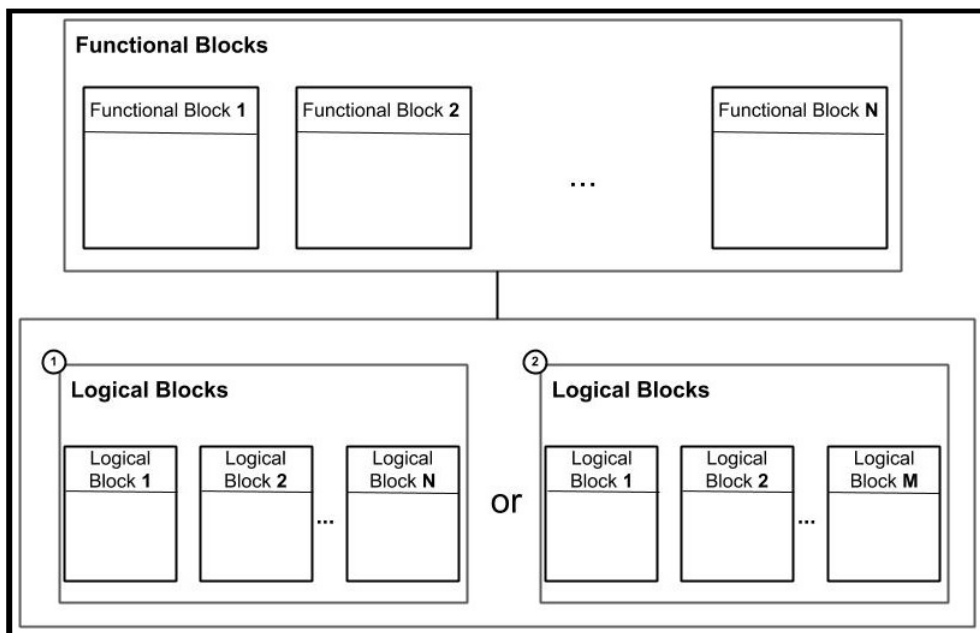 Functional Blocks
Functional Block 1
Functional Block 2
...
Functional Block N
1
Logical Blocks
Logical
Block 1
Logical
Block 2
...
Logical
Block N
or
2
Logical Blocks
Logical
Block 1
Logical
Block 2
...
Logical
Block M